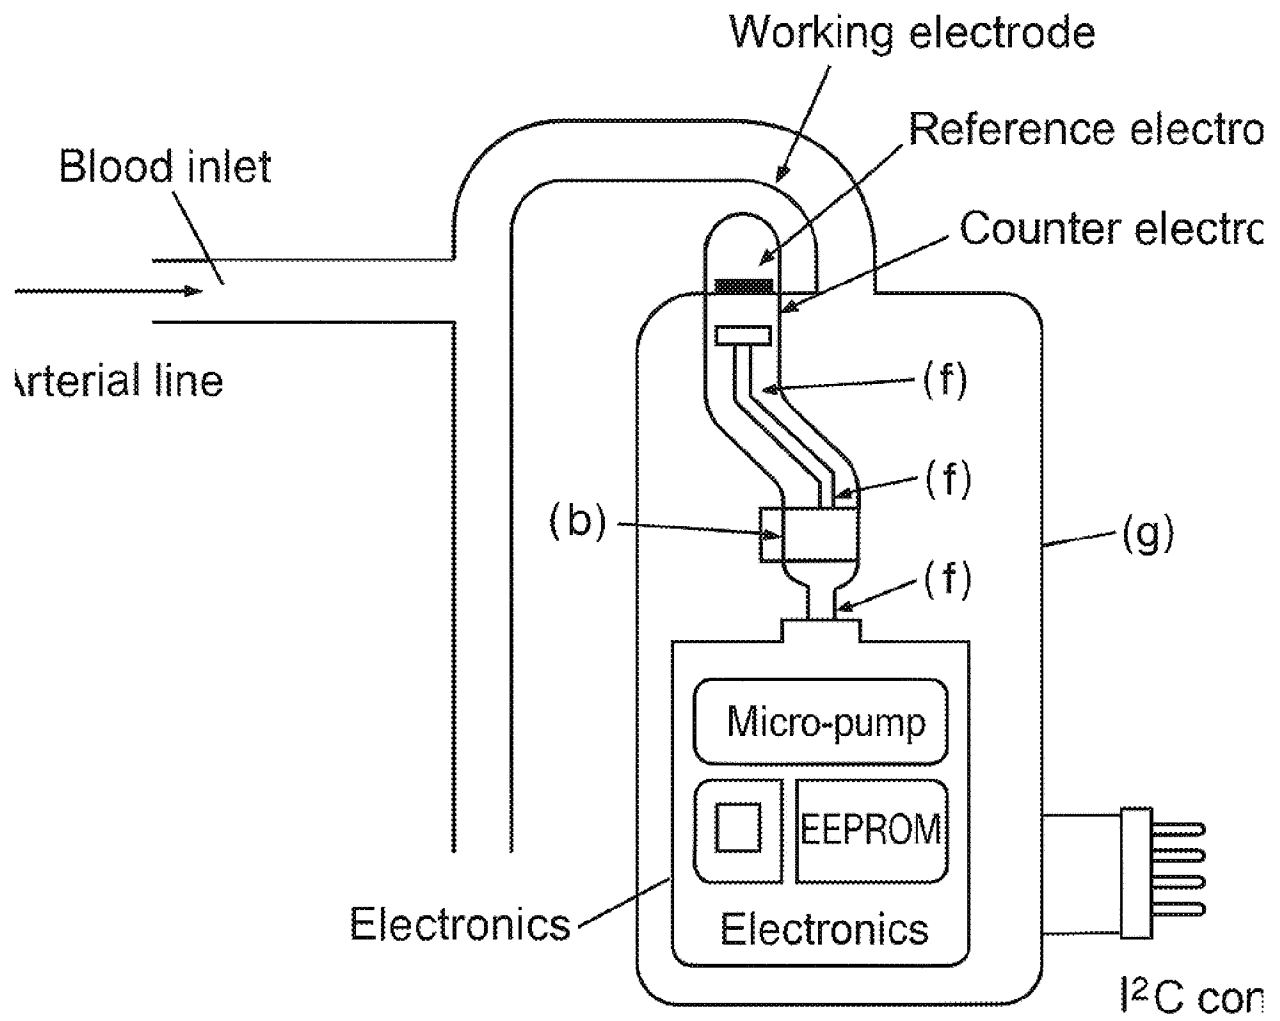 Working electrode
Reference electro
Blood inlet
Counter electro
Arterial line
(f)
(f)
(b)
(g)
(f)
Micro-pump
EEPROM
Electronics
Electronics
I²C con